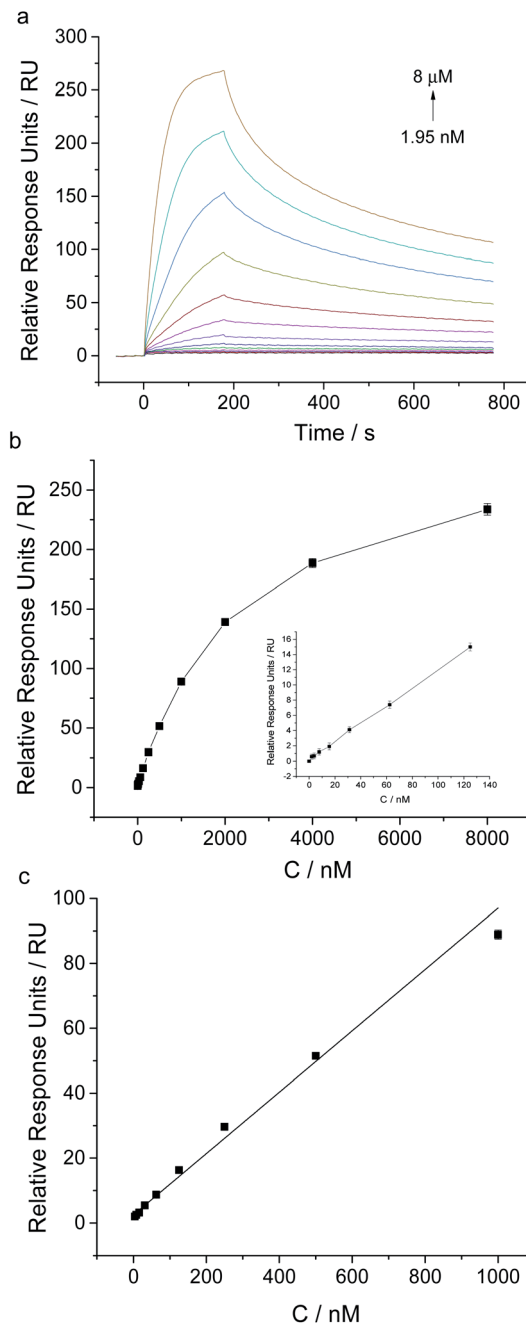 a
300
250
200
150
100
50
0
Relative Response Units / RU
8 μM
1.95 nM
0 200 400 600 800
Time / s
b
250
200
150
100
50
0
Relative Response Units / RU
16
14
12
10
8
6
4
2
0
-2
Relative Response Units / RU
0 20 40 60 80 100 120 140
C / nM
0 2000 4000 6000 8000
C / nM
c
100
80
60
40
20
0
Relative Response Units / RU
0 200 400 600 800 1000
C / nM